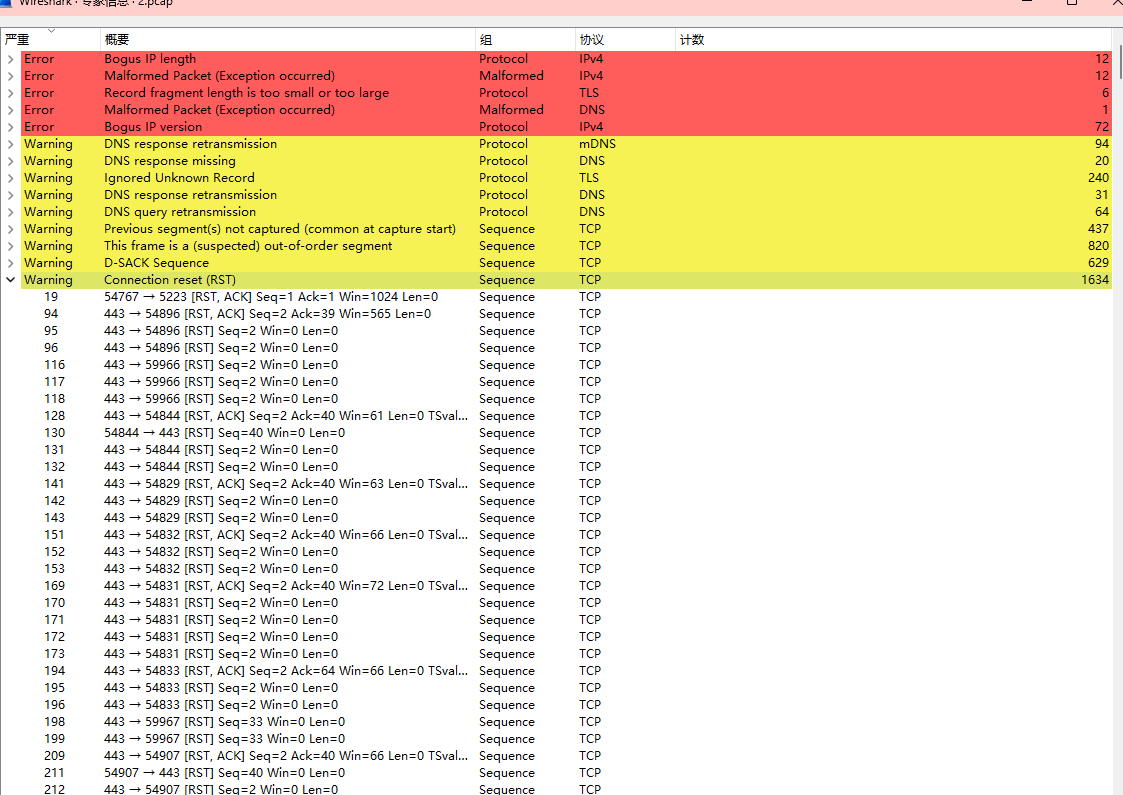 Wireshark · 专家信息 · 2.pcap
严重 概要 组 协议 计数
Error Bogus IP length Protocol IPv4 12
Error Malformed Packet (Exception occurred) Malformed IPv4 12
Error Record fragment length is too small or too large Protocol TLS 6
Error Malformed Packet (Exception occurred) Malformed DNS 1
Error Bogus IP version Protocol IPv4 72
Warning DNS response retransmission Protocol mDNS 94
Warning DNS response missing Protocol DNS 20
Warning Ignored Unknown Record Protocol TLS 240
Warning DNS response retransmission Protocol DNS 31
Warning DNS query retransmission Protocol DNS 64
Warning Previous segment(s) not captured (common at capture start) Sequence TCP 437
Warning This frame is a (suspected) out-of-order segment Sequence TCP 820
Warning D-SACK Sequence Sequence TCP 629
Warning Connection reset (RST) Sequence TCP 1634
19 54767 → 5223 [RST, ACK] Seq=1 Ack=1 Win=1024 Len=0 Sequence TCP
94 443 → 54896 [RST, ACK] Seq=2 Ack=39 Win=565 Len=0 Sequence TCP
95 443 → 54896 [RST] Seq=2 Win=0 Len=0 Sequence TCP
96 443 → 54896 [RST] Seq=2 Win=0 Len=0 Sequence TCP
116 443 → 59966 [RST] Seq=2 Win=0 Len=0 Sequence TCP
117 443 → 59966 [RST] Seq=2 Win=0 Len=0 Sequence TCP
118 443 → 59966 [RST] Seq=2 Win=0 Len=0 Sequence TCP
128 443 → 54844 [RST, ACK] Seq=2 Ack=40 Win=61 Len=0 TSval... Sequence TCP
130 54844 → 443 [RST] Seq=40 Win=0 Len=0 Sequence TCP
131 443 → 54844 [RST] Seq=2 Win=0 Len=0 Sequence TCP
132 443 → 54844 [RST] Seq=2 Win=0 Len=0 Sequence TCP
141 443 → 54829 [RST, ACK] Seq=2 Ack=40 Win=63 Len=0 TSval... Sequence TCP
142 443 → 54829 [RST] Seq=2 Win=0 Len=0 Sequence TCP
143 443 → 54829 [RST] Seq=2 Win=0 Len=0 Sequence TCP
151 443 → 54832 [RST, ACK] Seq=2 Ack=40 Win=66 Len=0 TSval... Sequence TCP
152 443 → 54832 [RST] Seq=2 Win=0 Len=0 Sequence TCP
153 443 → 54832 [RST] Seq=2 Win=0 Len=0 Sequence TCP
169 443 → 54831 [RST, ACK] Seq=2 Ack=40 Win=72 Len=0 TSval... Sequence TCP
170 443 → 54831 [RST] Seq=2 Win=0 Len=0 Sequence TCP
171 443 → 54831 [RST] Seq=2 Win=0 Len=0 Sequence TCP
172 443 → 54831 [RST] Seq=2 Win=0 Len=0 Sequence TCP
173 443 → 54831 [RST] Seq=2 Win=0 Len=0 Sequence TCP
194 443 → 54833 [RST, ACK] Seq=2 Ack=64 Win=66 Len=0 TSval... Sequence TCP
195 443 → 54833 [RST] Seq=2 Win=0 Len=0 Sequence TCP
196 443 → 54833 [RST] Seq=2 Win=0 Len=0 Sequence TCP
198 443 → 59967 [RST] Seq=33 Win=0 Len=0 Sequence TCP
199 443 → 59967 [RST] Seq=33 Win=0 Len=0 Sequence TCP
209 443 → 54907 [RST, ACK] Seq=2 Ack=40 Win=66 Len=0 TSval... Sequence TCP
211 54907 → 443 [RST] Seq=40 Win=0 Len=0 Sequence TCP
212 443 → 54907 [RST] Seq=2 Win=0 Len=0 Sequence TCP